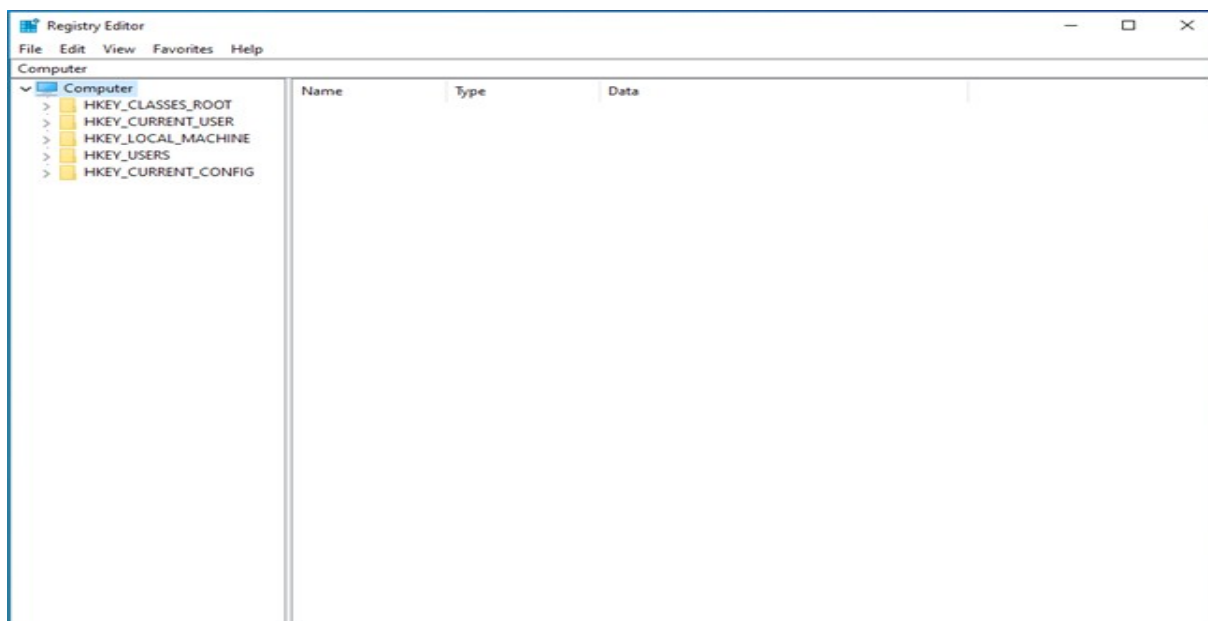 Registry Editor
File Edit View Favorites Help
Computer
Computer
HKEY_CLASSES_ROOT
HKEY_CURRENT_USER
HKEY_LOCAL_MACHINE
HKEY_USERS
HKEY_CURRENT_CONFIG
Name Type Data